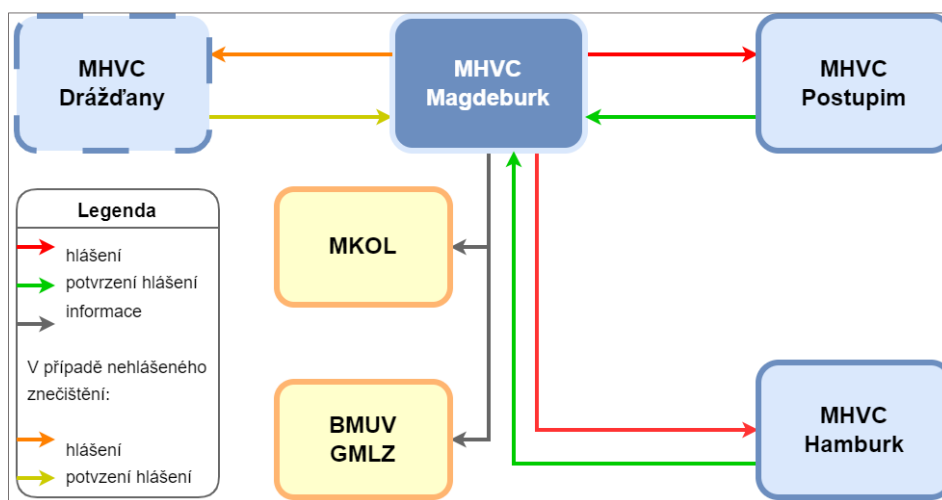 MHVC
Drážďany
MHVC
Magdeburk
MHVC
Postupim
Legenda
hlášení
potvrzení hlášení
informace
V případě nehlášeného
znečištění:
hlášení
potvzení hlášení
MKOL
BMUV
GMLZ
MHVC
Hamburk